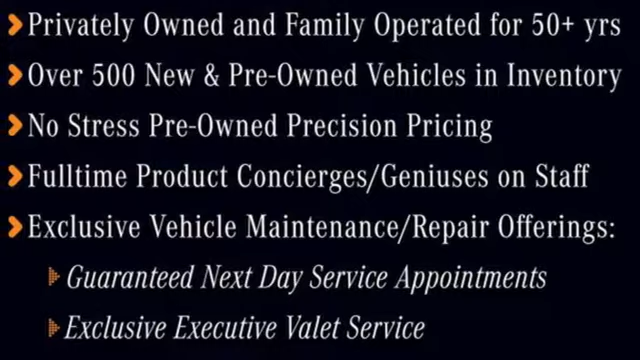 Privately Owned and Family Operated for 50+ yrs
Over 500 New & Pre-Owned Vehicles in Inventory
No Stress Pre-Owned Precision Pricing
Fulltime Product Concierges/Geniuses on Staff
Exclusive Vehicle Maintenance/Repair Offerings:
Guaranteed Next Day Service Appointments
Exclusive Executive Valet Service